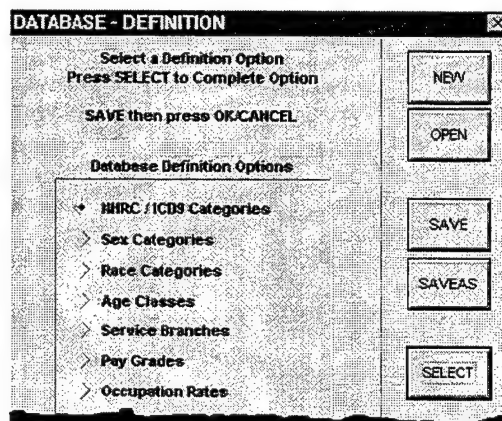 DATABASE - DEFINITION
Select a Definition Option
Press SELECT to Complete Option
SAVE then press OK/CANCEL
Database Definition Options
NHRC / ICD9 Categories
Sex Categories
Race Categories
Age Classes
Service Branches
Pay Grades
Occupation Rates
NEW
OPEN
SAVE
SAVEAS
SELECT